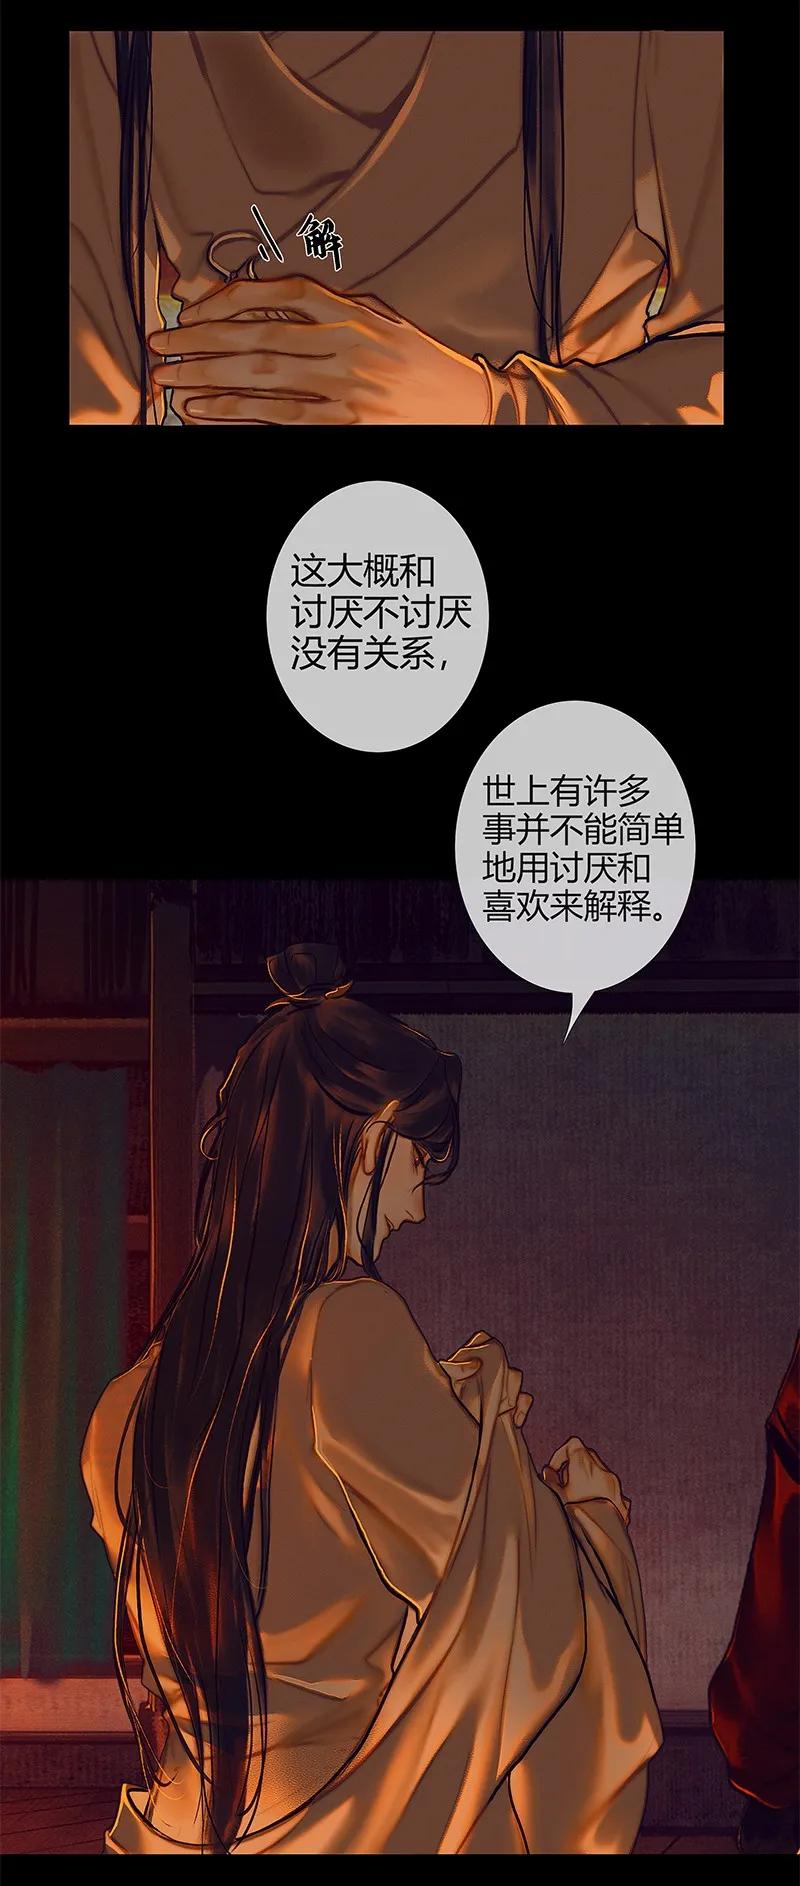 解
这大概和
讨厌不讨厌
没有关系，
世上有许多
事并不能简单
地用讨厌和
喜欢来解释。